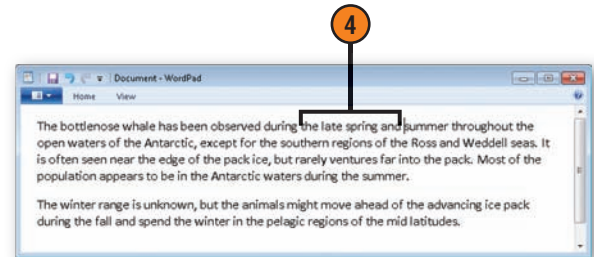 4
Document - WordPad
Home View
The bottlenose whale has been observed during the late spring and summer throughout the
open waters of the Antarctic, except for the southern regions of the Ross and Weddell seas. It
is often seen near the edge of the pack ice, but rarely ventures far into the pack. Most of the
population appears to be in the Antarctic waters during the summer.
The winter range is unknown, but the animals might move ahead of the advancing ice pack
during the fall and spend the winter in the pelagic regions of the mid latitudes.